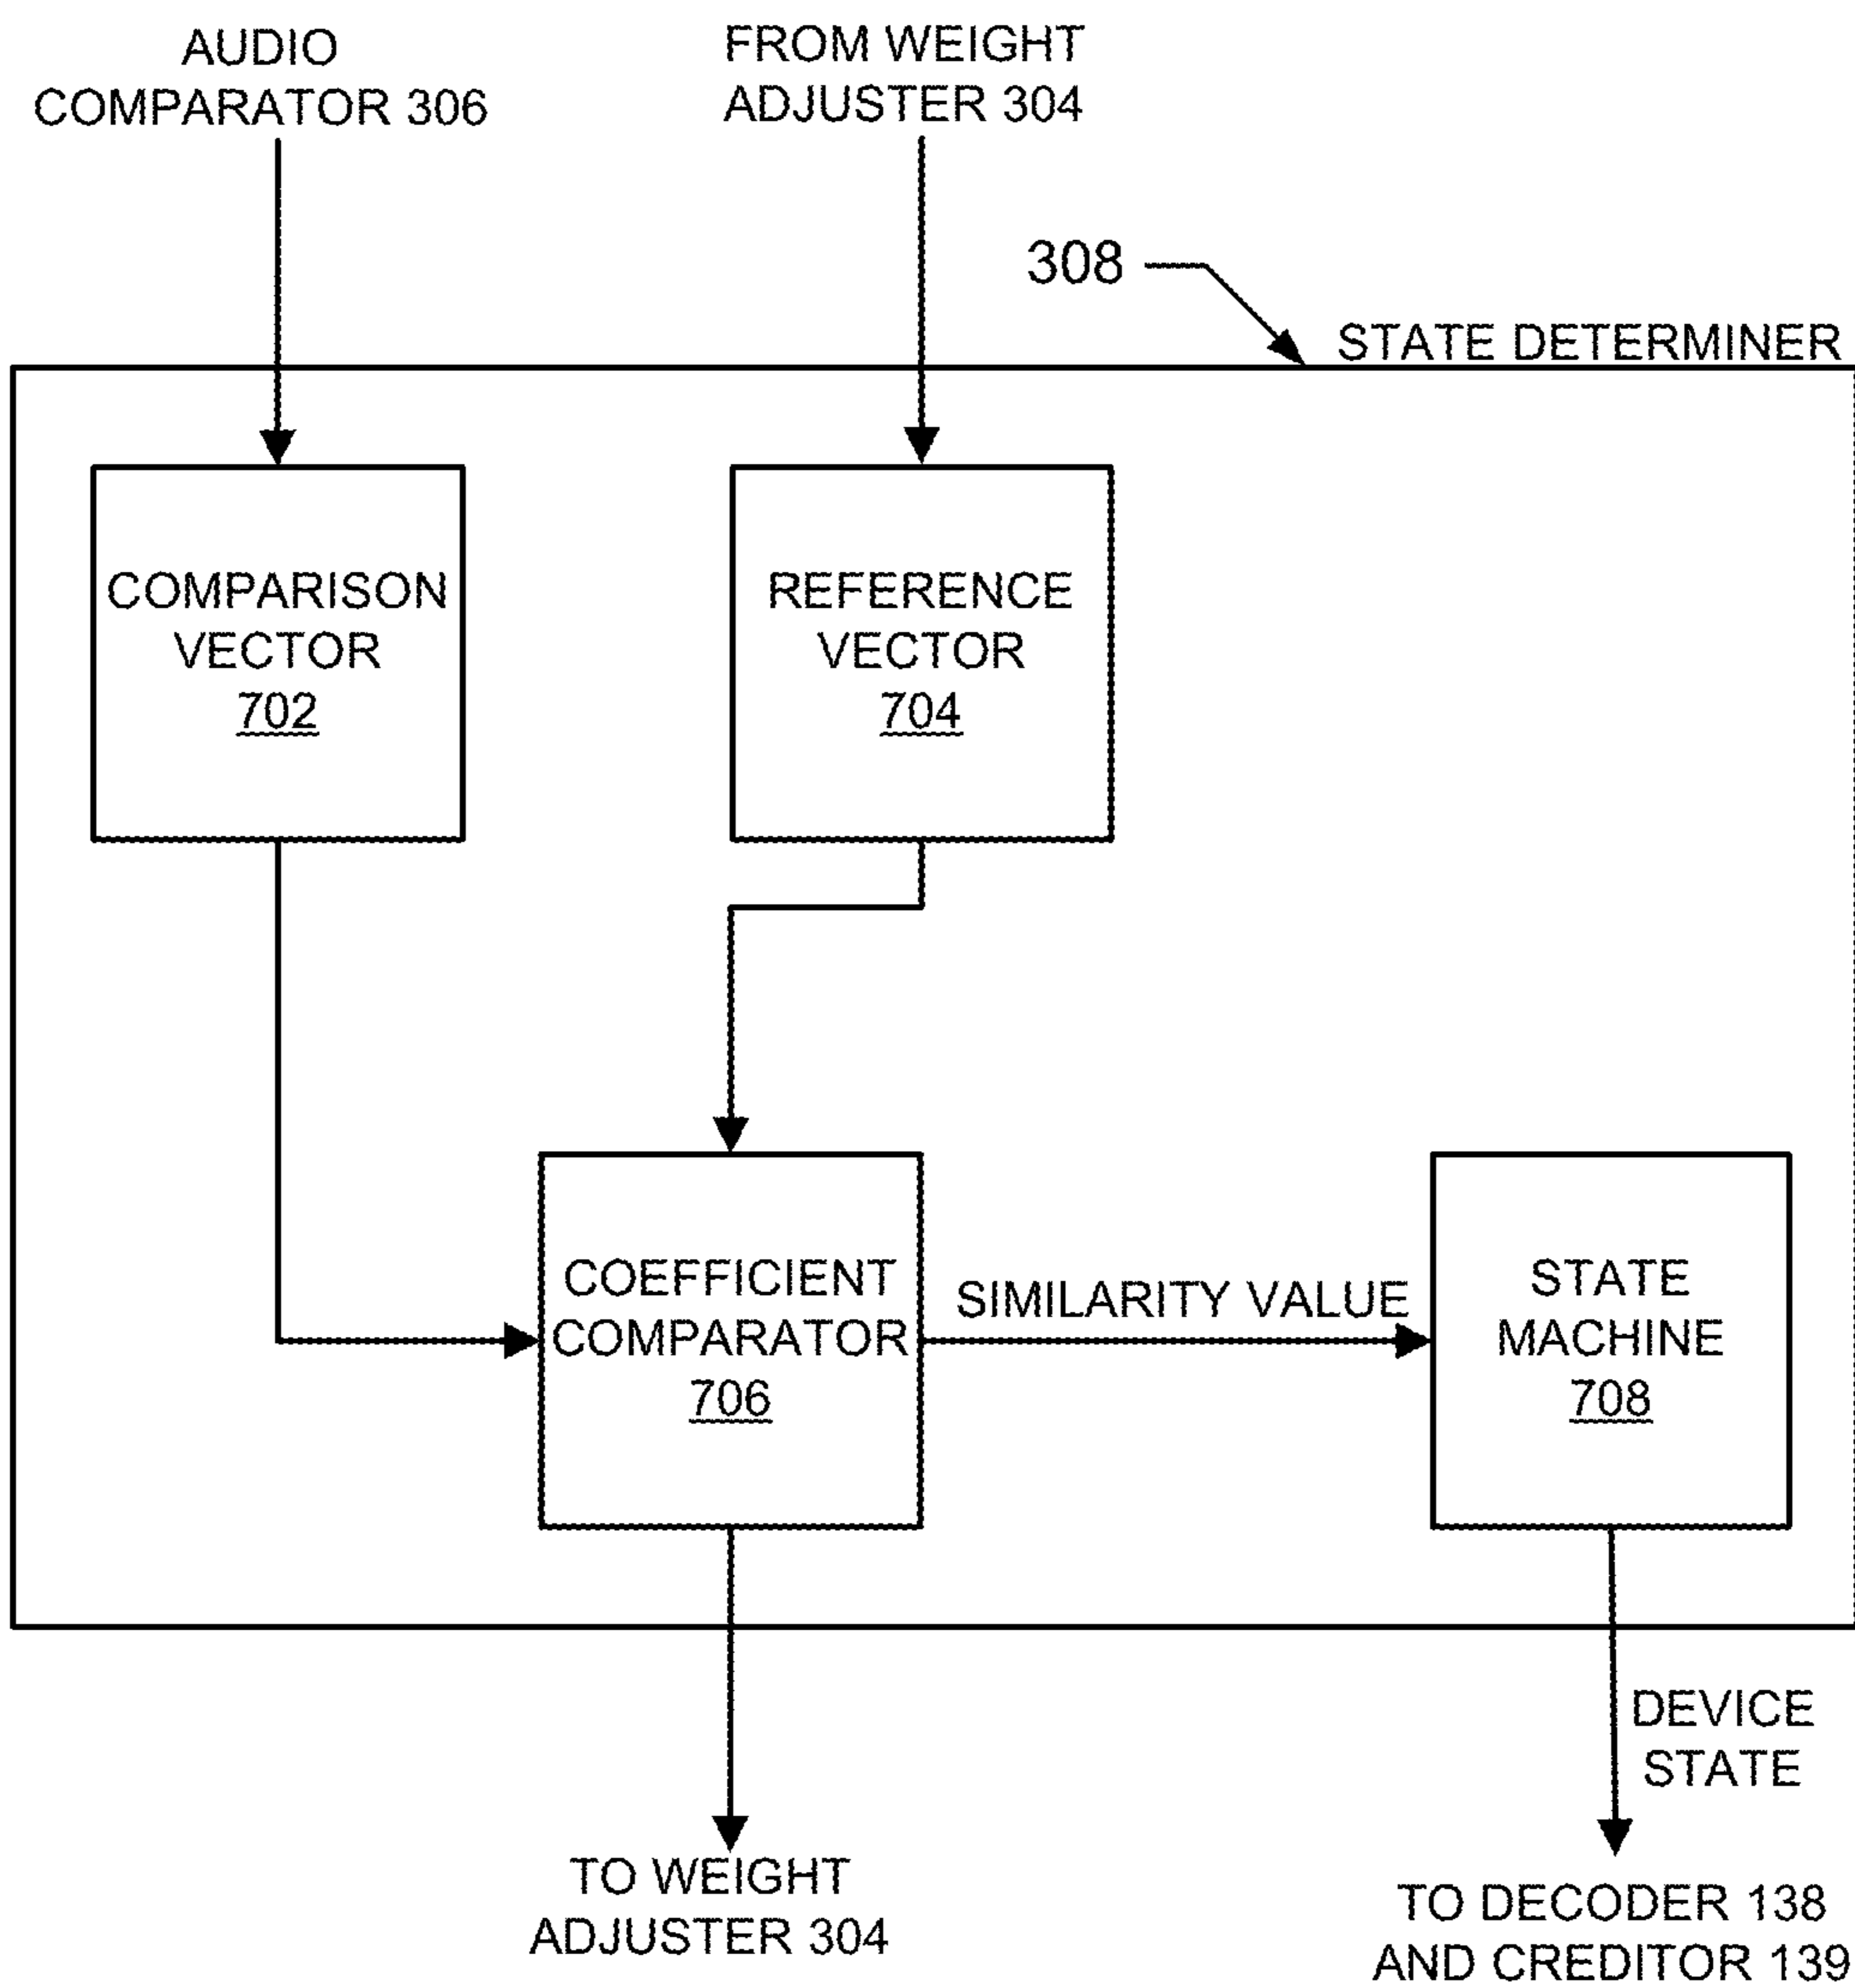 AUDIO
COMPARATOR 306
FROM WEIGHT
ADJUSTER 304
308
STATE DETERMINER
COMPARISON
VECTOR
702
REFERENCE
VECTOR
704
COEFFICIENT
COMPARATOR
706
SIMILARITY VALUE
STATE
MACHINE
708
DEVICE
STATE
TO WEIGHT
ADJUSTER 304
TO DECODER 138
AND CREDITOR 139